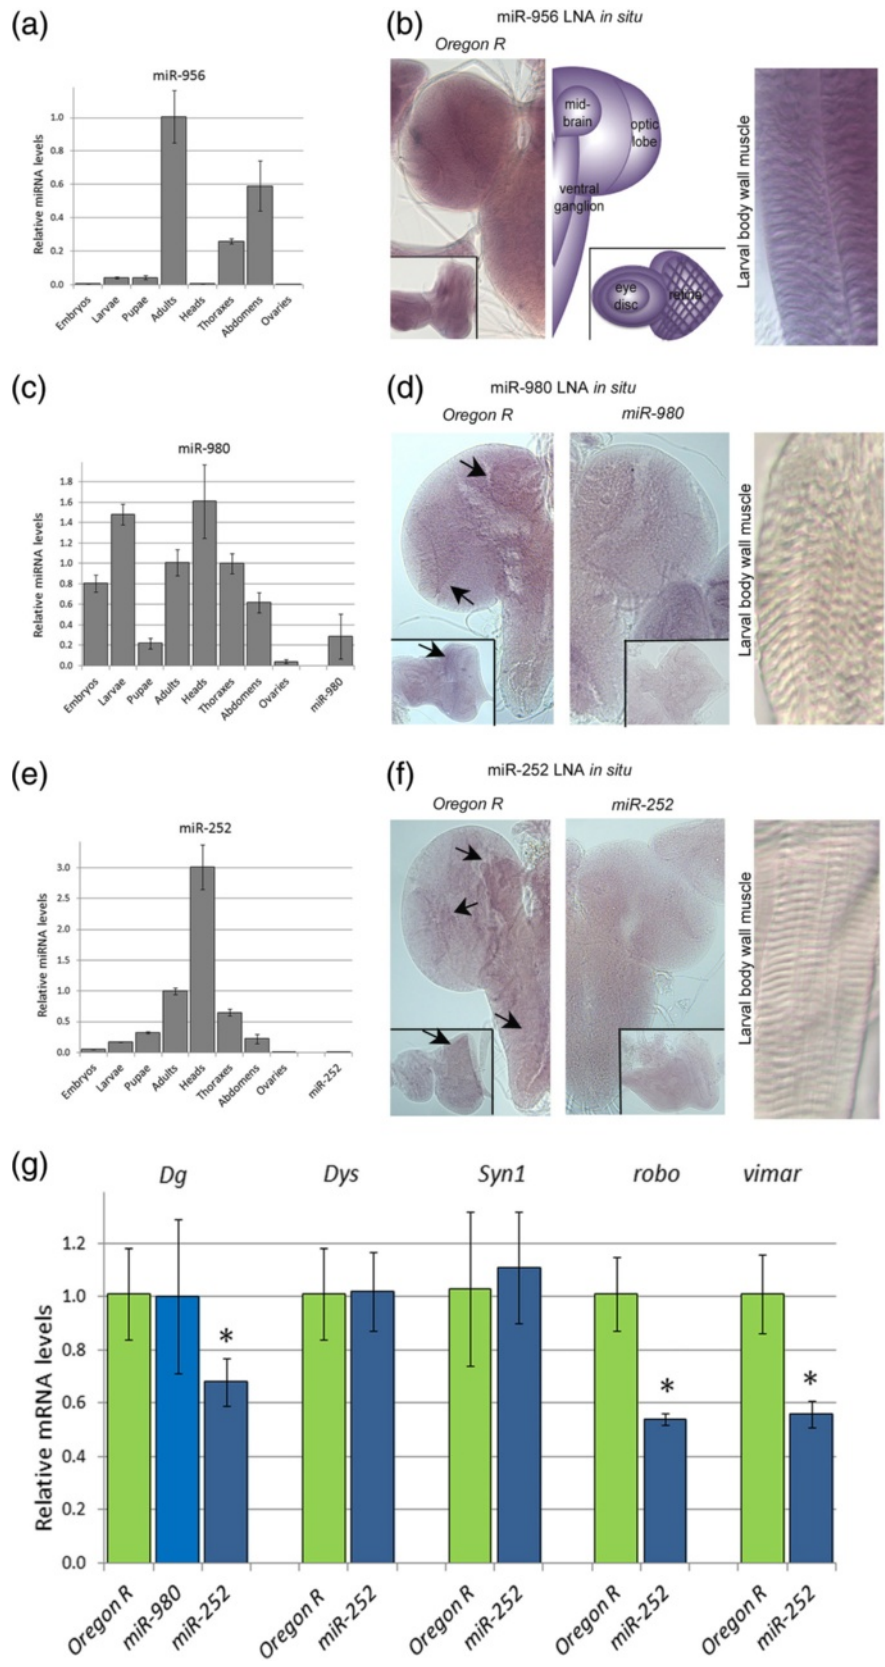 (a)
miR-956
Relative miRNA levels
1.0
0.8
0.6
0.4
0.2
0
Embryos
Larvae
Pupae
Adults
Heads
Thoraxes
Abdomens
Ovaries
(b)
miR-956 LNA in situ
Oregon R
mid-
brain
optic
lobe
ventral
ganglion
eye
disc
retina
Larval body wall muscle
(c)
miR-980
Relative miRNA levels
1.8
1.6
1.4
1.2
1.0
0.8
0.6
0.4
0.2
0.0
Embryos
Larvae
Pupae
Adults
Heads
Thoraxes
Abdomens
Ovaries
miR-980
(d)
miR-980 LNA in situ
Oregon R
miR-980
Larval body wall muscle
(e)
miR-252
Relative miRNA levels
3.0
2.5
2.0
1.5
1.0
0.5
0.0
Embryos
Larvae
Pupae
Adults
Heads
Thoraxes
Abdomens
Ovaries
miR-252
(f)
miR-252 LNA in situ
Oregon R
miR-252
Larval body wall muscle
(g)
Dg Dys Syn1 robo vimar
Relative mRNA levels
1.2
1.0
0.8
0.6
0.4
0.2
0.0
*
*
*
Oregon R
miR-980
miR-252
Oregon R
miR-252
Oregon R
miR-252
Oregon R
miR-252
Oregon R
miR-252